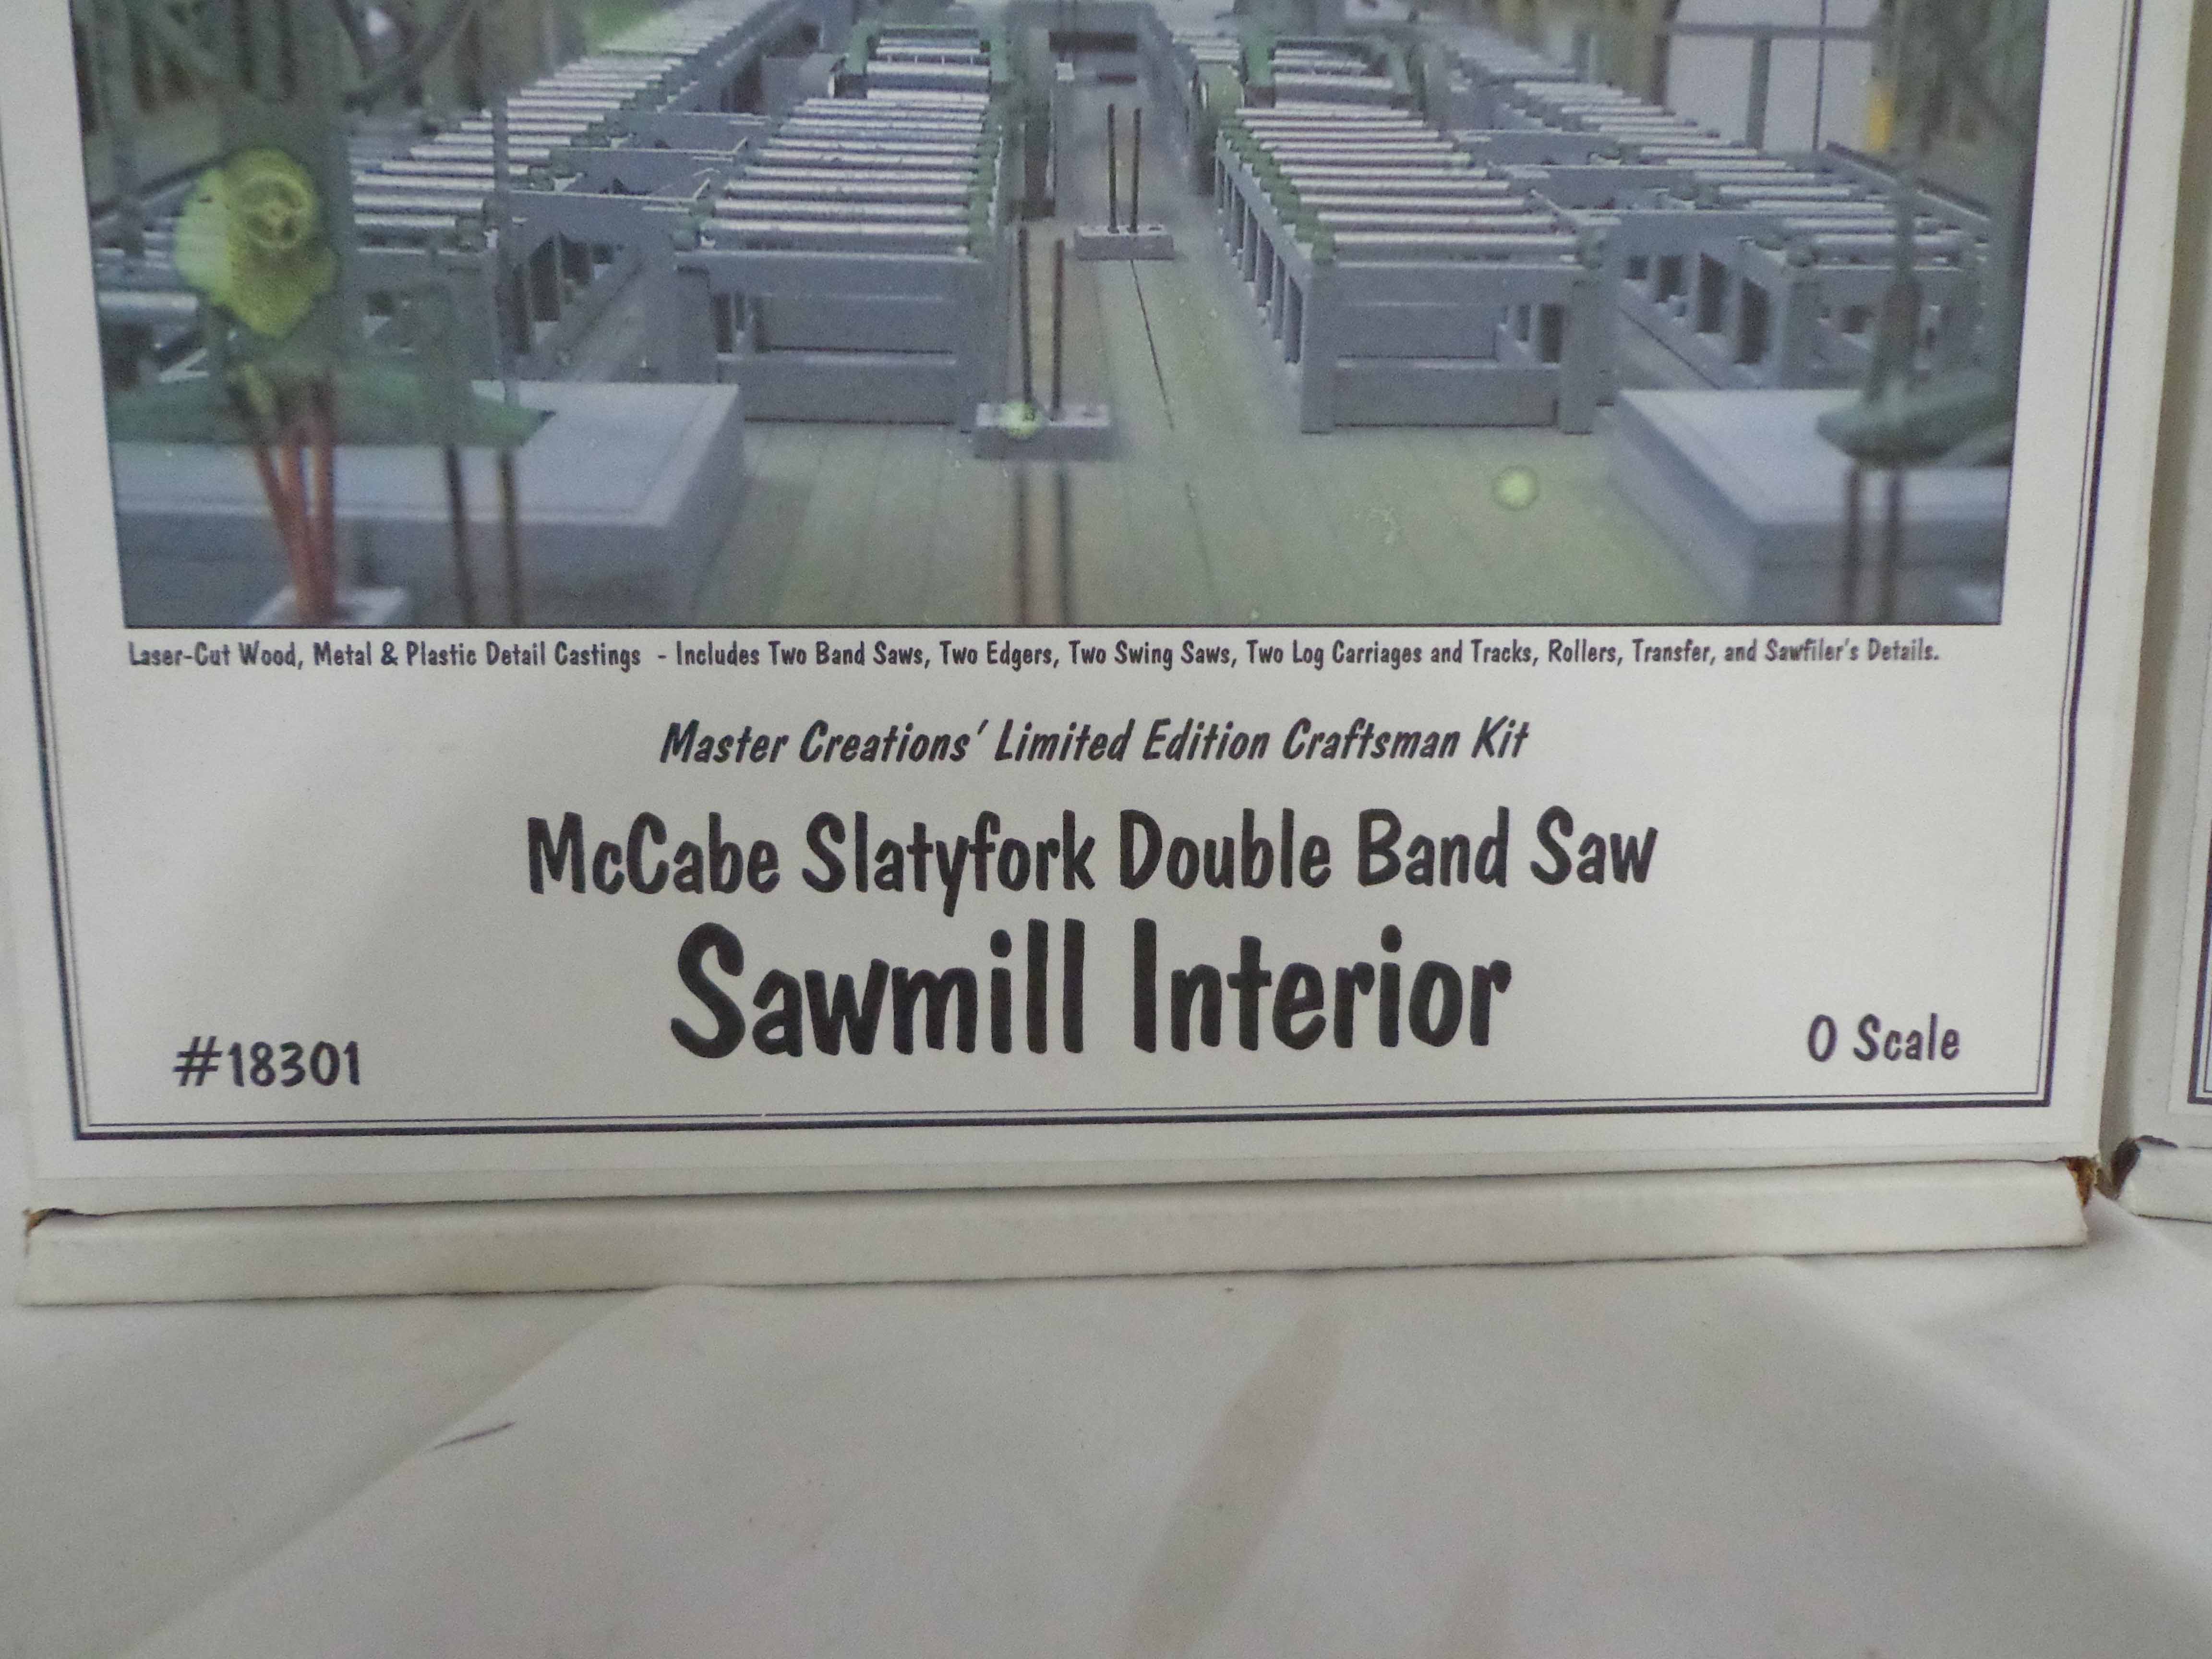 Laser-Cut Wood, Metal & Plastic Detail Castings - Includes Two Band Saws, Two Edgers, Two Swing Saws, Two Log Carriages and Tracks, Rollers, Transfer, and Sawfiler's Details.
Master Creations' Limited Edition Craftsman Kit
McCabe Slatyfork Double Band Saw
Sawmill Interior
#18301
O Scale